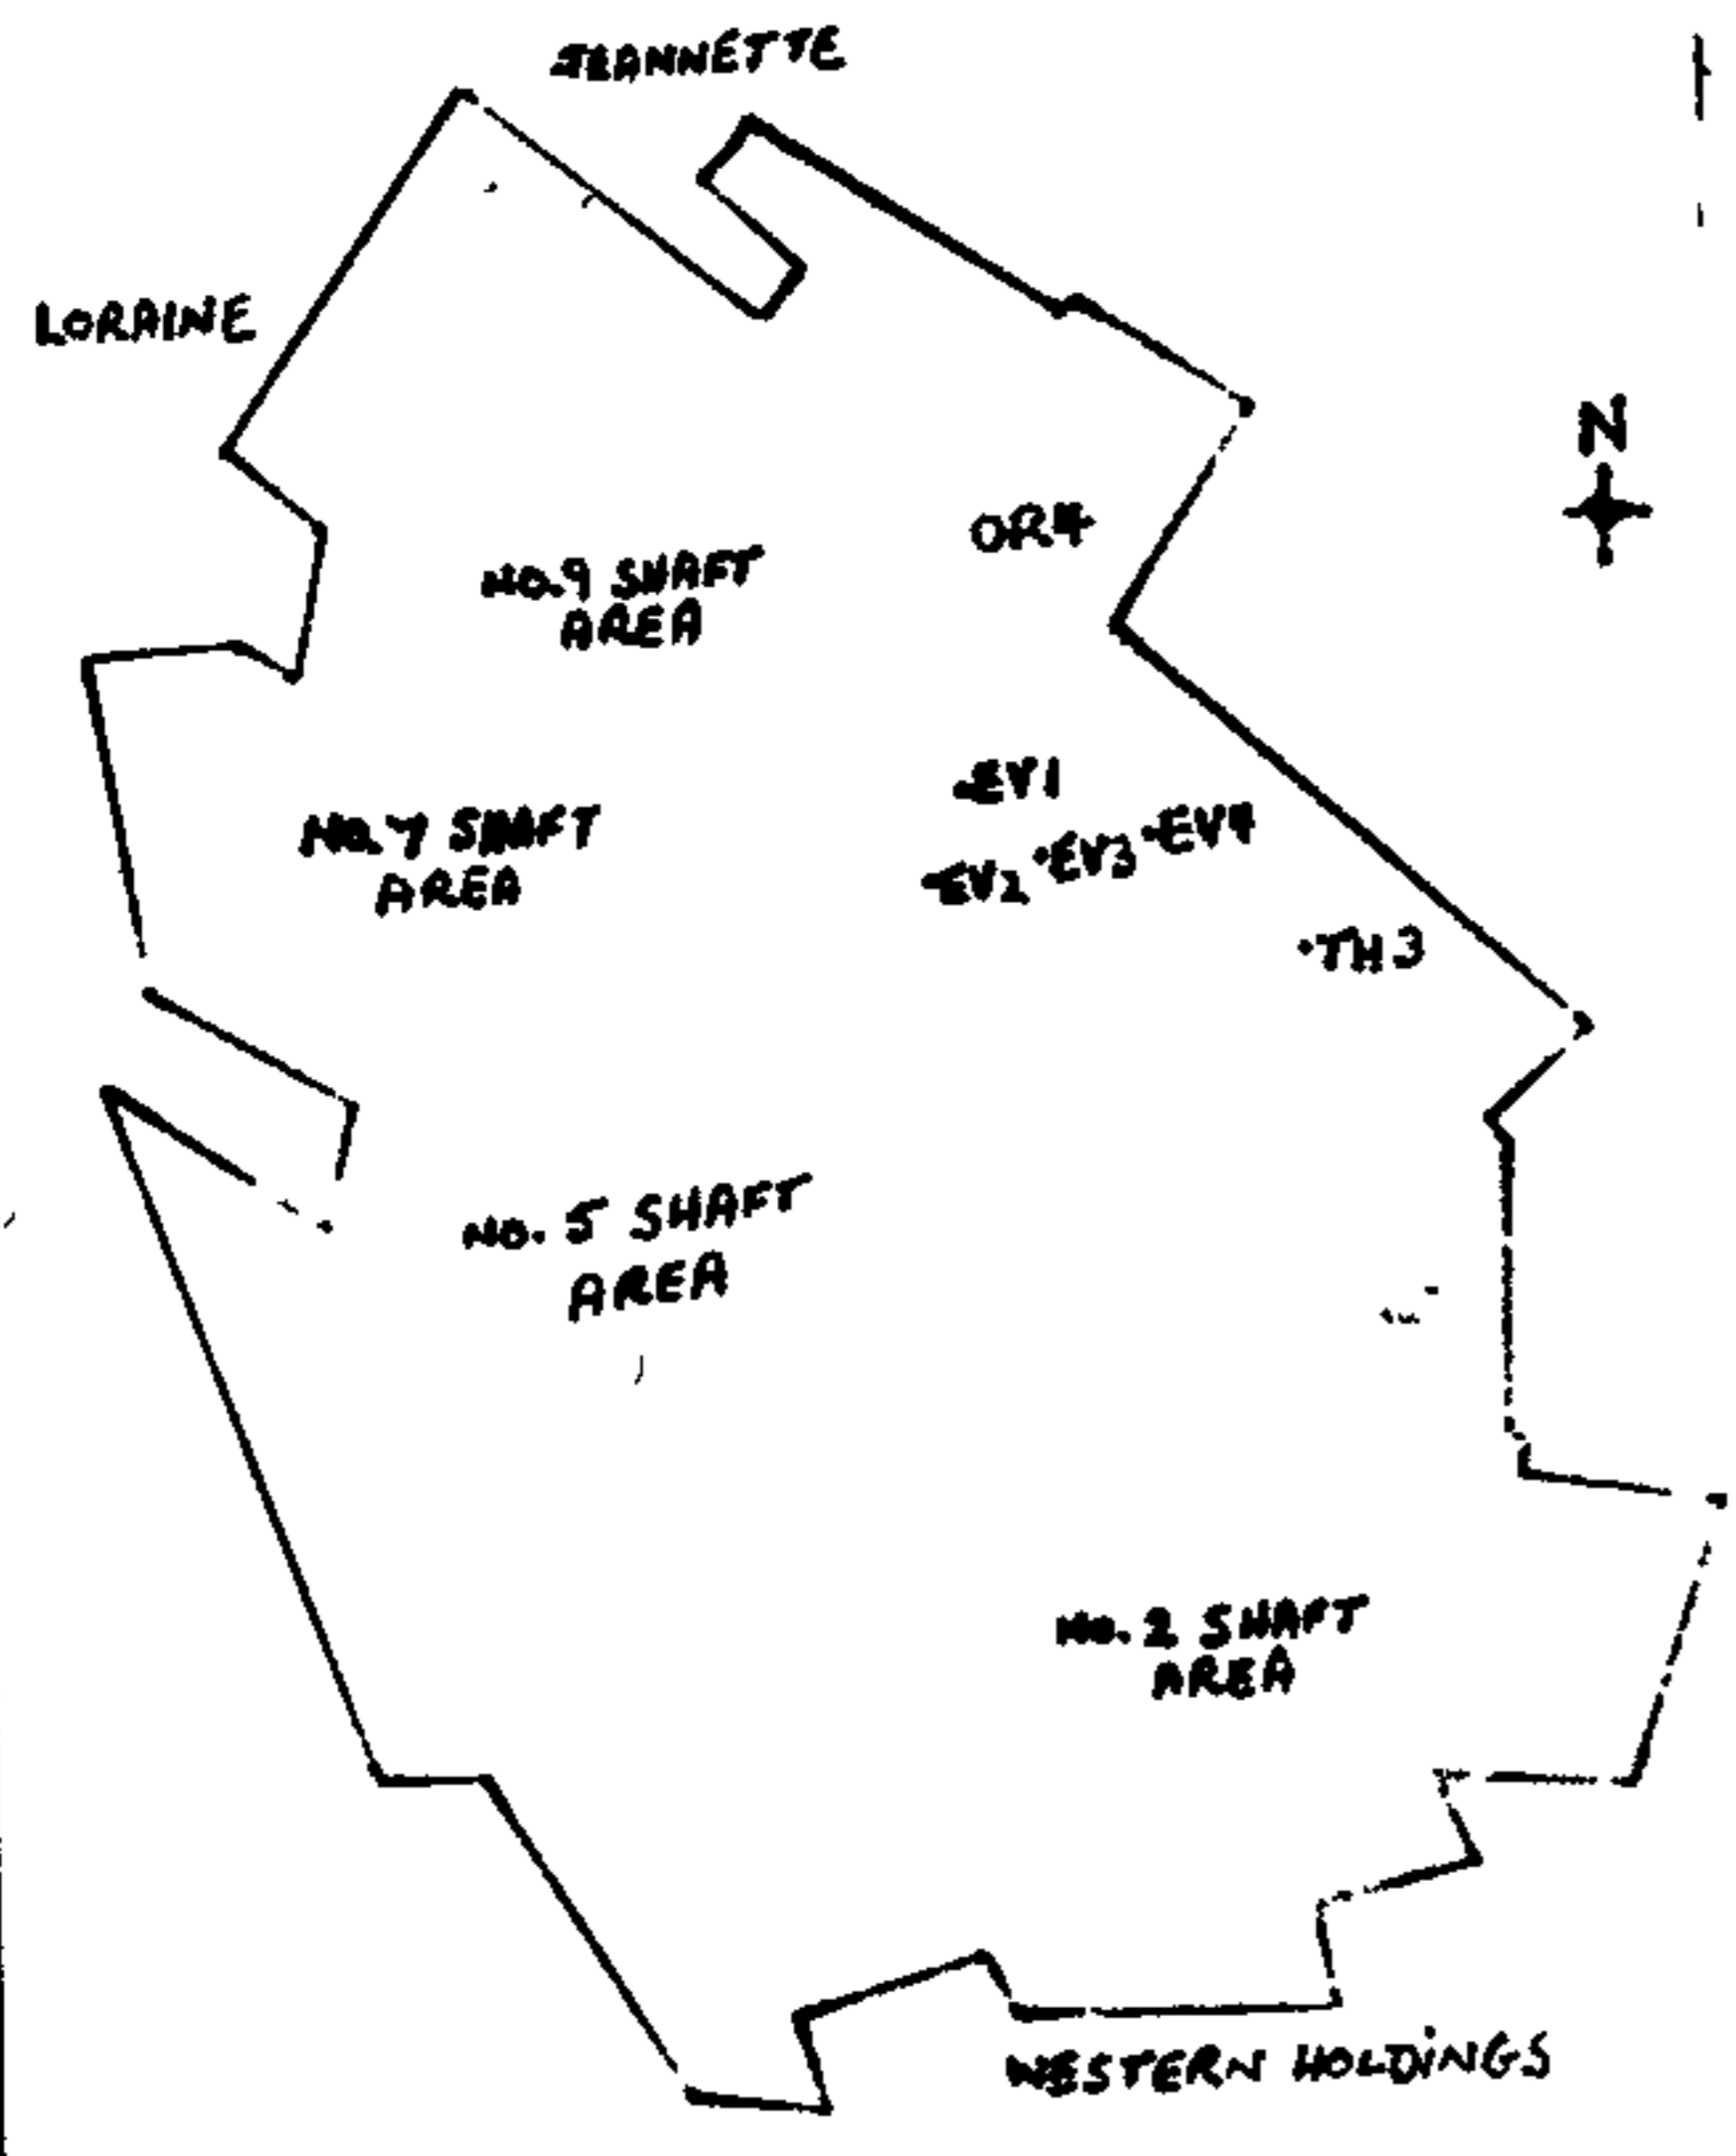 JEANNETTE
LORAINE
N
OR4
NO.9 SHAFT
AREA
EV1
NO.7 SHAFT
AREA
EV4
EV3
EV2
TH3
NO. 5 SHAFT
AREA
NO. 2 SHAFT
AREA
WESTERN HOLDINGS